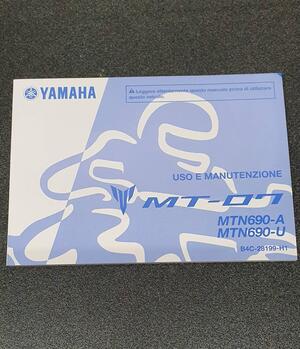 YAMAHA
Leggere attentamente questo manuale prima di utilizzare
questo veicolo.
USO E MANUTENZIONE
MT-07
MTN690-A
MTN690-U
B4C-28199-H1